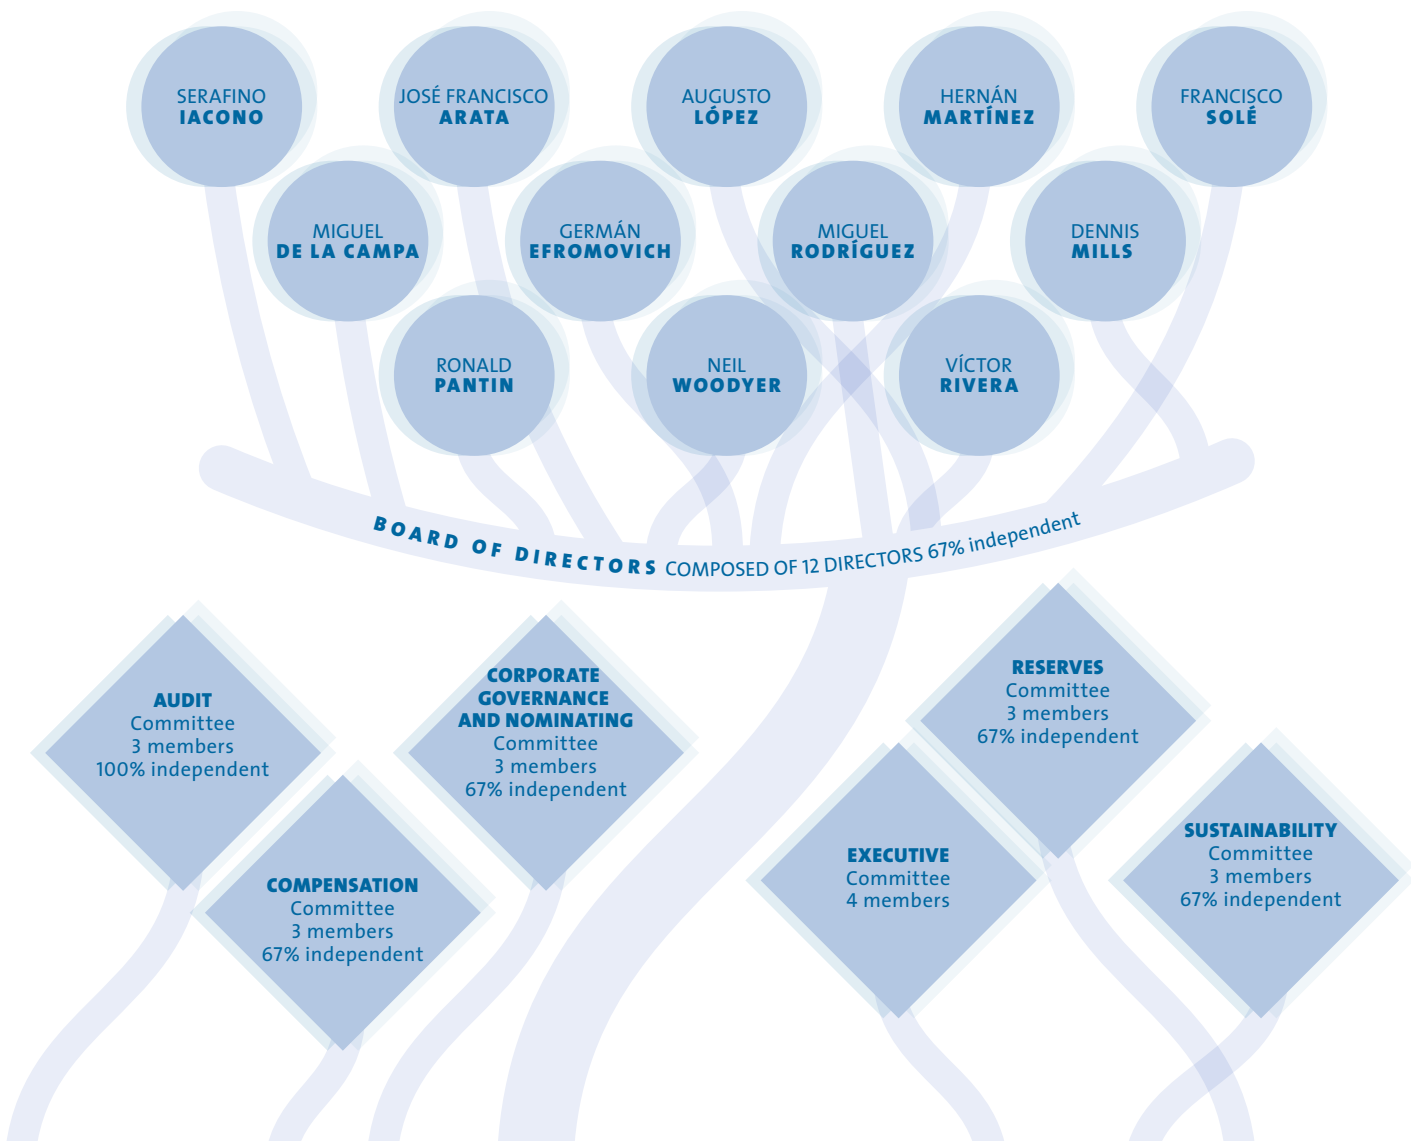 SERAFINO
IACONO
JOSÉ FRANCISCO
ARATA
AUGUSTO
LÓPEZ
HERNÁN
MARTÍNEZ
FRANCISCO
SOLÉ
MIGUEL
DE LA CAMPA
GERMÁN
EFROMOVICH
MIGUEL
RODRÍGUEZ
DENNIS
MILLS
RONALD
PANTIN
NEIL
WOODYER
VÍCTOR
RIVERA
BOARD OF DIRECTORS COMPOSED OF 12 DIRECTORS 67% independent
AUDIT
Committee
3 members
100% independent
CORPORATE
GOVERNANCE
AND NOMINATING
Committee
3 members
67% independent
RESERVES
Committee
3 members
67% independent
COMPENSATION
Committee
3 members
67% independent
EXECUTIVE
Committee
4 members
SUSTAINABILITY
Committee
3 members
67% independent